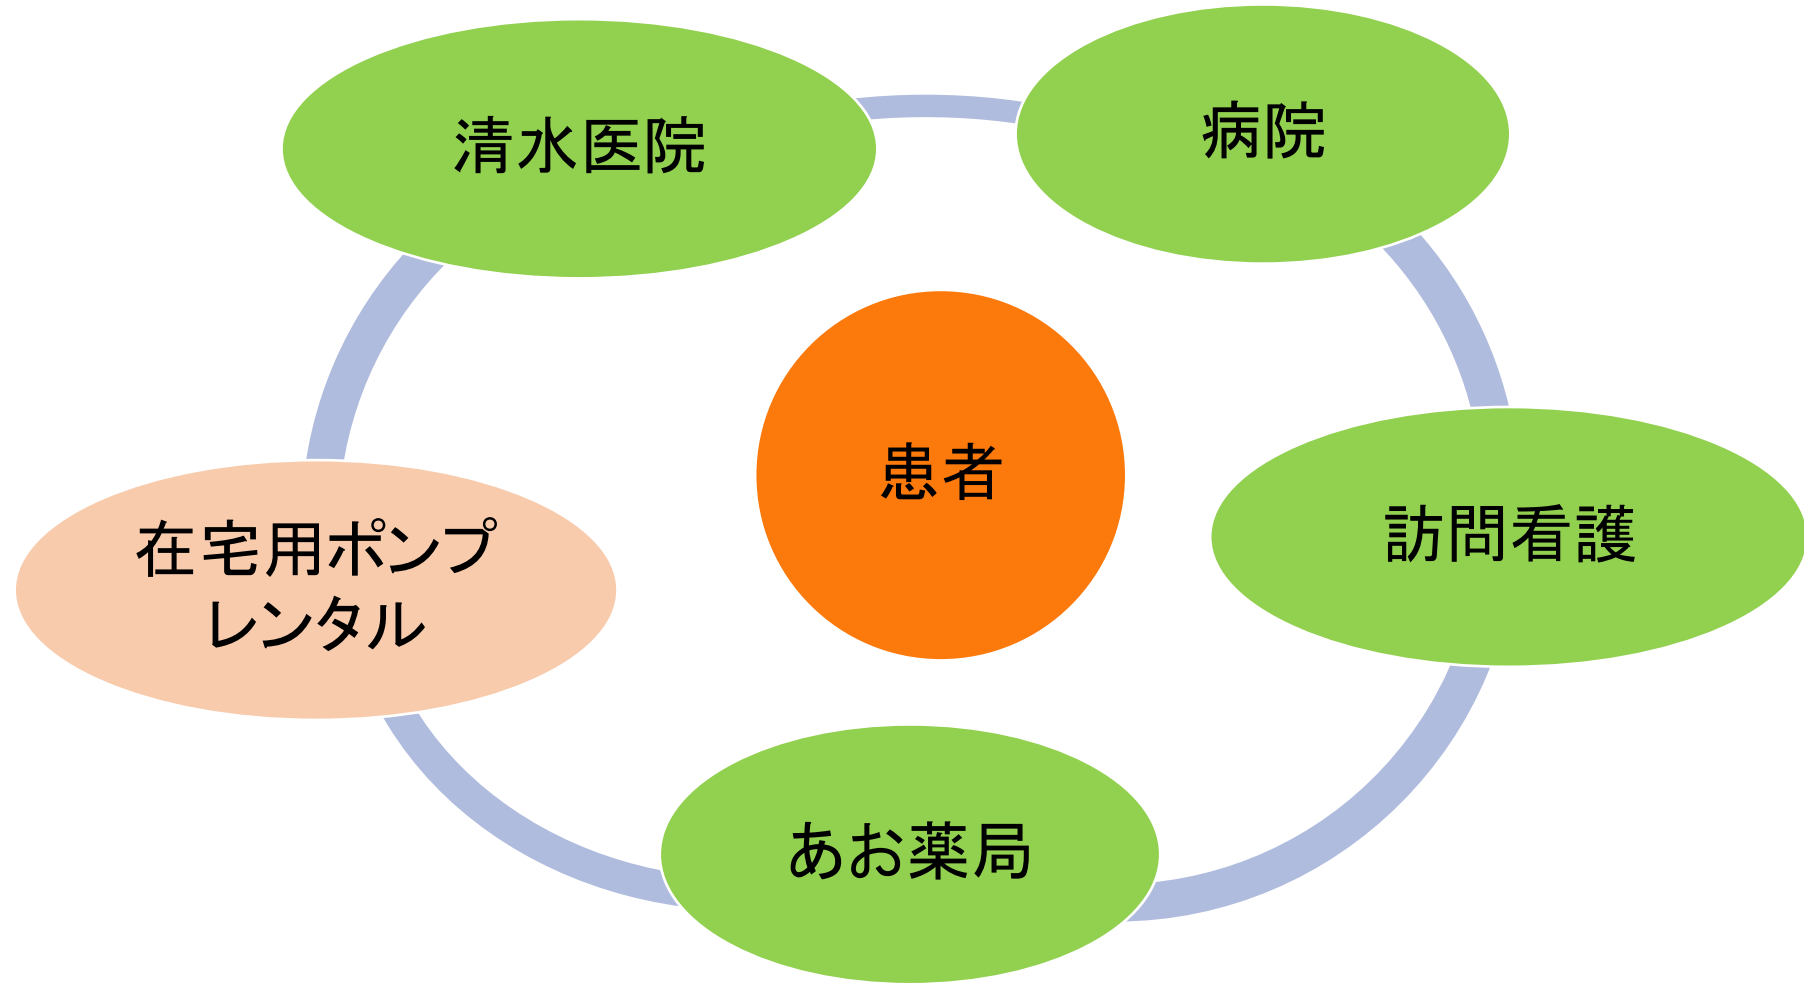 清水医院
病院
患者
訪問看護
在宅用ポンプ
レンタル
あお薬局